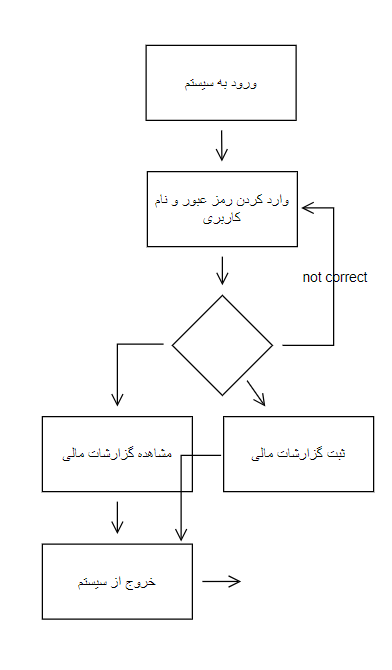 ورود به سیستم
وارد کردن رمز عبور و نام
کاربری
not correct
مشاهده گزارشات مالی
ثبت گزارشات مالی
خروج از سیستم